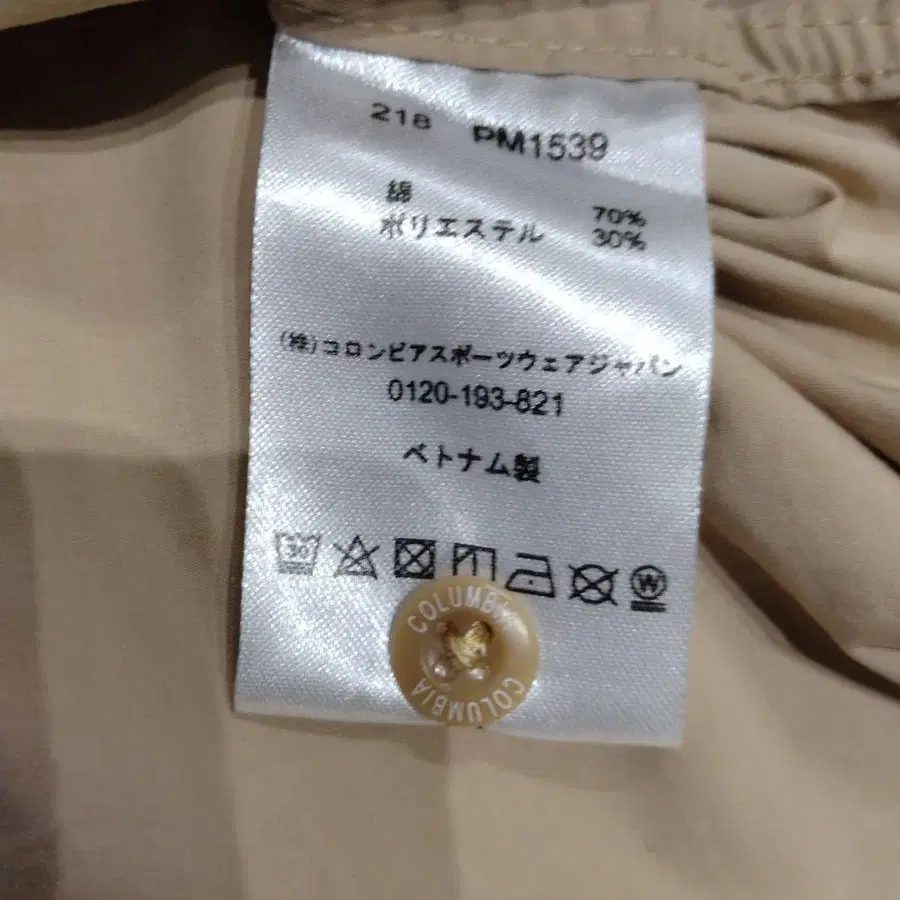 218 PM1539
綿 70%
ポリエステル 30%
(株)コロンビアスポーツウェアジャパン
0120-193-821
ベトナム製
30
W
COLUMBIA
COLUMBIA